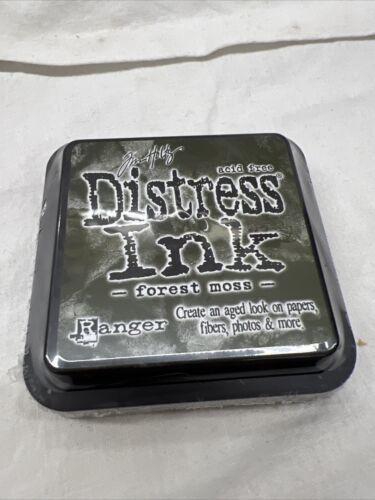 Tim Holtz
acid free
Distress®
Ink
- forest moss -
Ranger
Create an aged look on papers,
fibers, photos & more